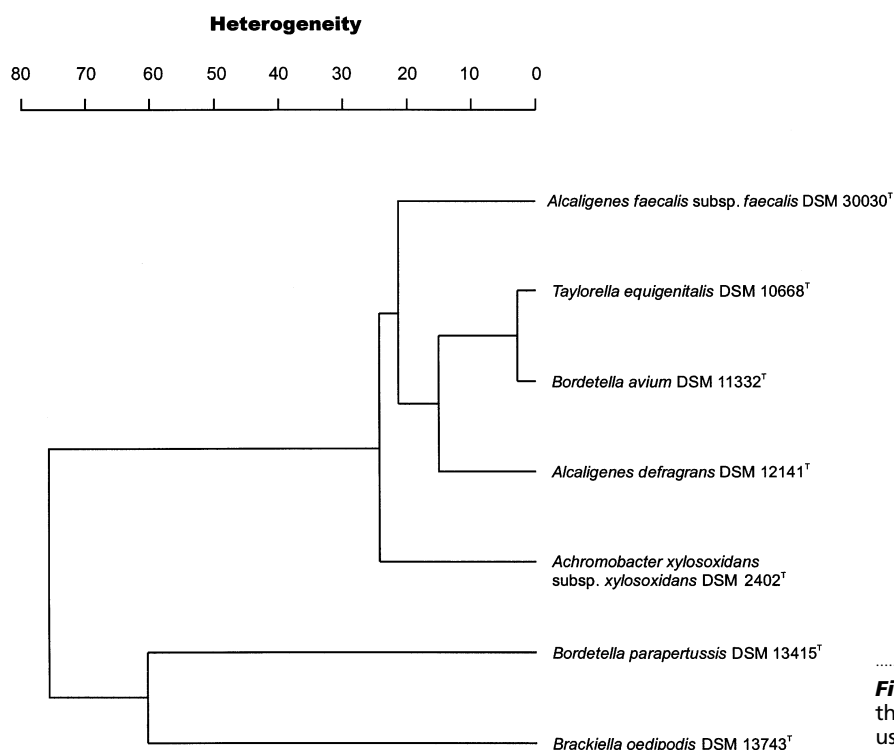 Heterogeneity
80 70 60 50 40 30 20 10 0
Alcaligenes faecalis subsp. faecalis DSM 30030T
Taylorella equigenitalis DSM 10668T
Bordetella avium DSM 11332T
Alcaligenes defragrans DSM 12141T
Achromobacter xylosoxidans
subsp. xylosoxidans DSM 2402T
Bordetella parapertussis DSM 13415T
Brackiella oedipodis DSM 13743T
Fi
th
us